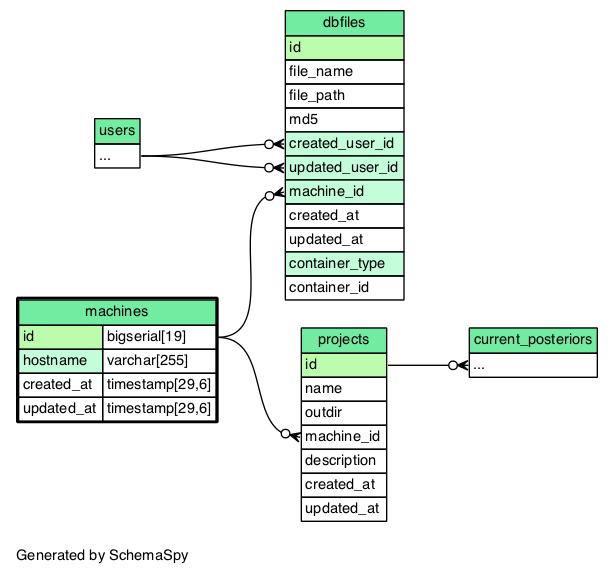 dbfiles
id
file_name
file_path
md5
created_user_id
updated_user_id
machine_id
created_at
updated_at
container_type
container_id
users
...
machines
id bigserial[19]
hostname varchar[255]
created_at timestamp[29,6]
updated_at timestamp[29,6]
projects
id
name
outdir
machine_id
description
created_at
updated_at
current_posteriors
...
Generated by SchemaSpy